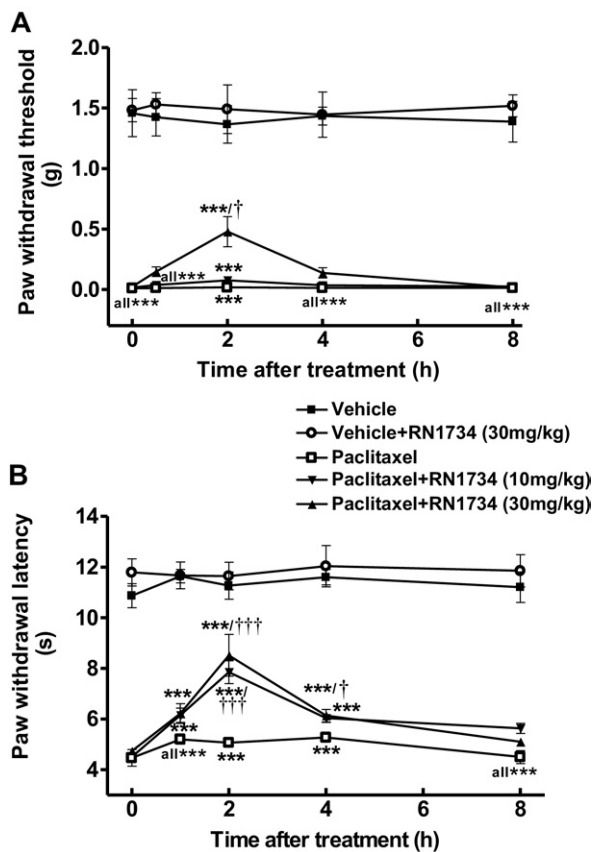 A
Paw withdrawal threshold
(g)
2.0
1.5
1.0
0.5
0.0
***/†
all***
***
all***
***
all***
all***
0
2
4
6
8
Time after treatment (h)
Vehicle
Vehicle+RN1734 (30mg/kg)
Paclitaxel
Paclitaxel+RN1734 (10mg/kg)
Paclitaxel+RN1734 (30mg/kg)
B
Paw withdrawal latency
(s)
14
12
10
8
6
4
***/†††
***
***/
†††
***/†
***
***
all***
***
***
all***
0
2
4
6
8
Time after treatment (h)